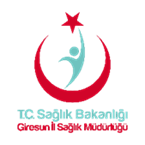 T.C. Sağlık Bakanlığı
Giresun İl Sağlık Müdürlüğü